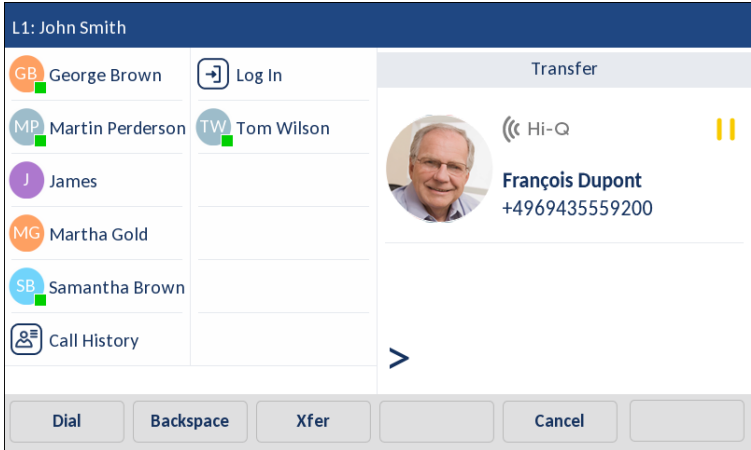 L1: John Smith
GB George Brown
Log In
MP Martin Perderson
TW Tom Wilson
J James
MG Martha Gold
SB Samantha Brown
Call History
Transfer
Hi-Q
François Dupont
+4969435559200
>
Dial
Backspace
Xfer
Cancel